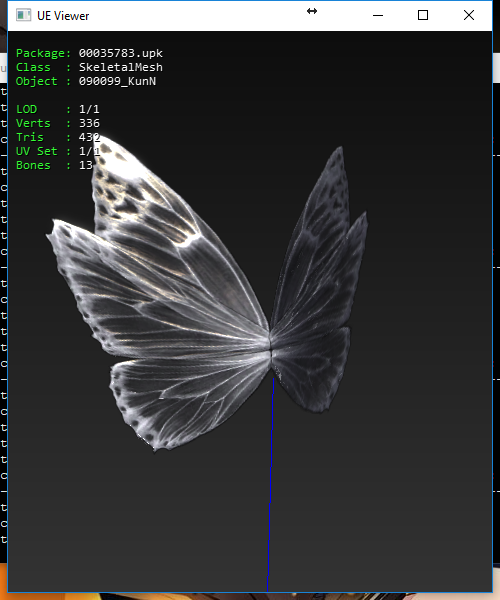 UE Viewer
Package: 00035783.upk
Class : SkeletalMesh
Object : 090099_KunN
LOD : 1/1
Verts : 336
Tris : 432
UV Set : 1/1
Bones : 13